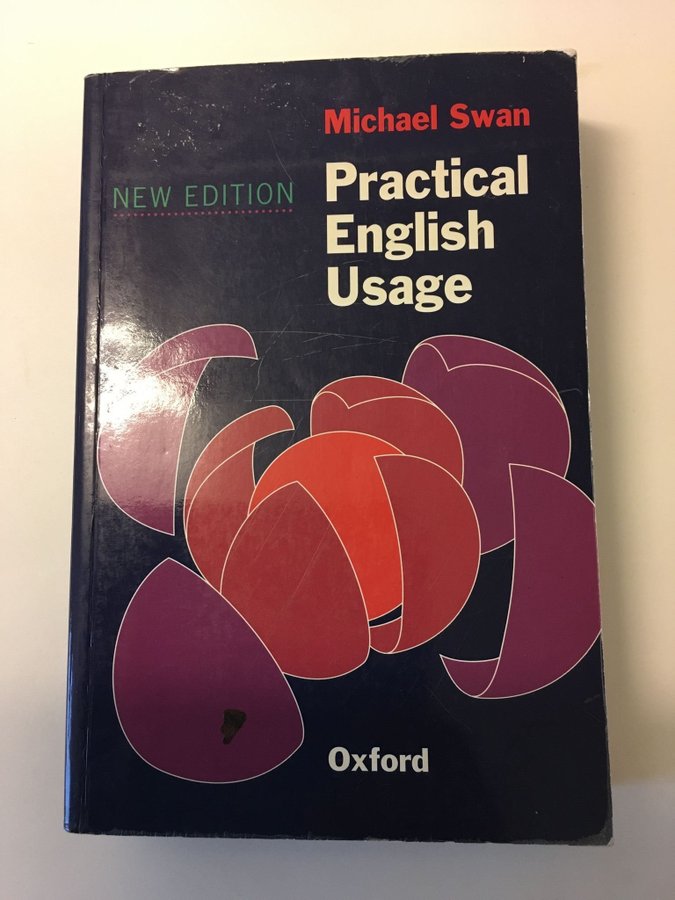 Michael Swan
NEW EDITION
Practical
English
Usage
Oxford